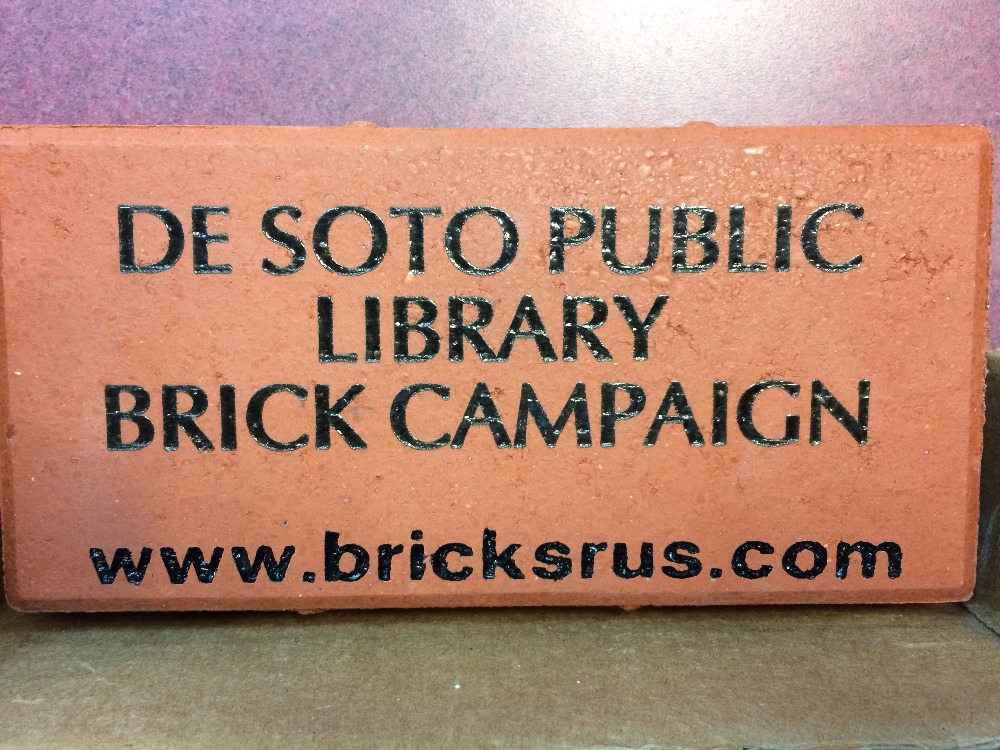 DE SOTO PUBLIC
LIBRARY
BRICK CAMPAIGN
www.bricksrus.com